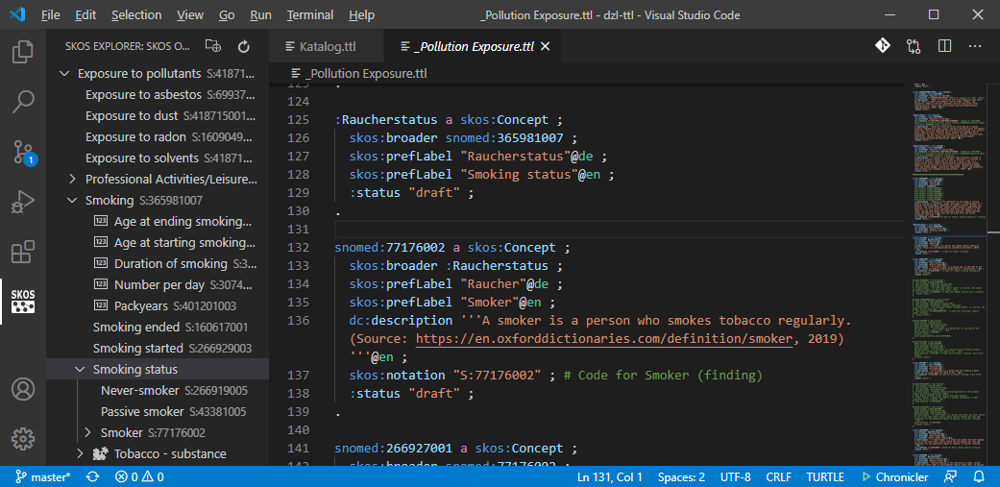 File Edit Selection View Go Run Terminal Help _Pollution Exposure.ttl - dzl-ttl - Visual Studio Code
SKOS EXPLORER: SKOS O...
Katalog.ttl
_Pollution Exposure.ttl
_Pollution Exposure.ttl
Exposure to pollutants S:41871...
Exposure to asbestos S:69937...
Exposure to dust S:418715001...
Exposure to radon S:1609049...
Exposure to solvents S:41871...
Professional Activities/Leisure...
Smoking S:365981007
123 Age at ending smoking...
123 Age at starting smoking...
123 Duration of smoking S:3...
123 Number per day S:3074...
123 Packyears S:401201003
Smoking ended S:160617001
Smoking started S:266929003
Smoking status
Never-smoker S:266919005
Passive smoker S:43381005
Smoker S:77176002
Tobacco - substance
SKOS
1
123 .
124
125 :Raucherstatus a skos:Concept ;
126 skos:broader snomed:365981007 ;
127 skos:prefLabel "Raucherstatus"@de ;
128 skos:prefLabel "Smoking status"@en ;
129 :status "draft" ;
130 .
131
132 snomed:77176002 a skos:Concept ;
133 skos:broader :Raucherstatus ;
134 skos:prefLabel "Raucher"@de ;
135 skos:prefLabel "Smoker"@en ;
136 dc:description '''A smoker is a person who smokes tobacco regularly.
(Source: https://en.oxforddictionaries.com/definition/smoker, 2019)
'''@en ;
137 skos:notation "S:77176002" ; # Code for Smoker (finding)
138 :status "draft" ;
139 .
140
141 snomed:266927001 a skos:Concept ;
142 skos:broader snomed:77176002 ;
master* 0 0 Ln 131, Col 1 Spaces: 2 UTF-8 CRLF TURTLE Chronicler